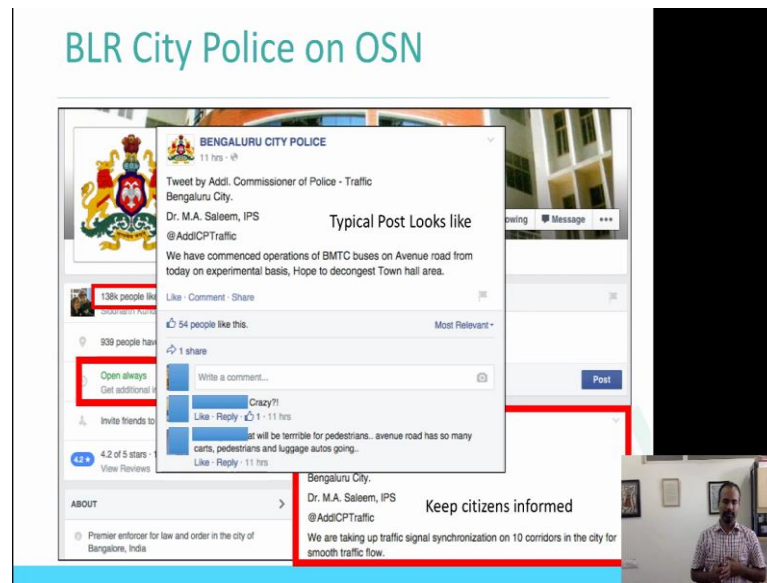 BLR City Police on OSN
BENGALURU CITY POLICE
11 hrs ·
Tweet by Addl. Commissioner of Police - Traffic
Bengaluru City.
Dr. M.A. Saleem, IPS
@AddlCPTraffic
Typical Post Looks like
We have commenced operations of BMTC buses on Avenue road from
today on experimental basis, Hope to decongest Town hall area.
Like · Comment · Share
54 people like this.
Most Relevant
1 share
Write a comment...
Crazy?!
Like · Reply · 1 · 11 hrs
at will be terrrible for pedestrians.. avenue road has so many
carts, pedestrians and luggage autos going..
Like · Reply · 11 hrs
owing
Message
138k people lik
939 people hav
Open always
Get additional
Invite friends to
4.2
4.2 of 5 stars ·
View Reviews
ABOUT
Premier enforcer for law and order in the city of
Bangalore, India
Post
Bengaluru City.
Dr. M.A. Saleem, IPS
@AddlCPTraffic
Keep citizens informed
We are taking up traffic signal synchronization on 10 corridors in the city for
smooth traffic flow.